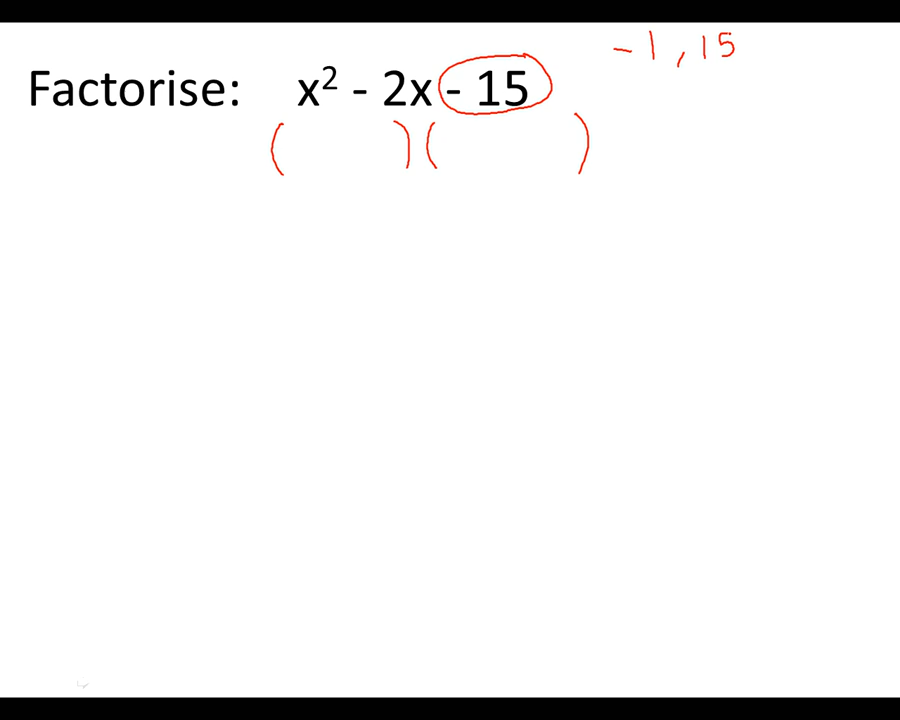 -1, 15
Factorise: x² - 2x - 15
( )( )